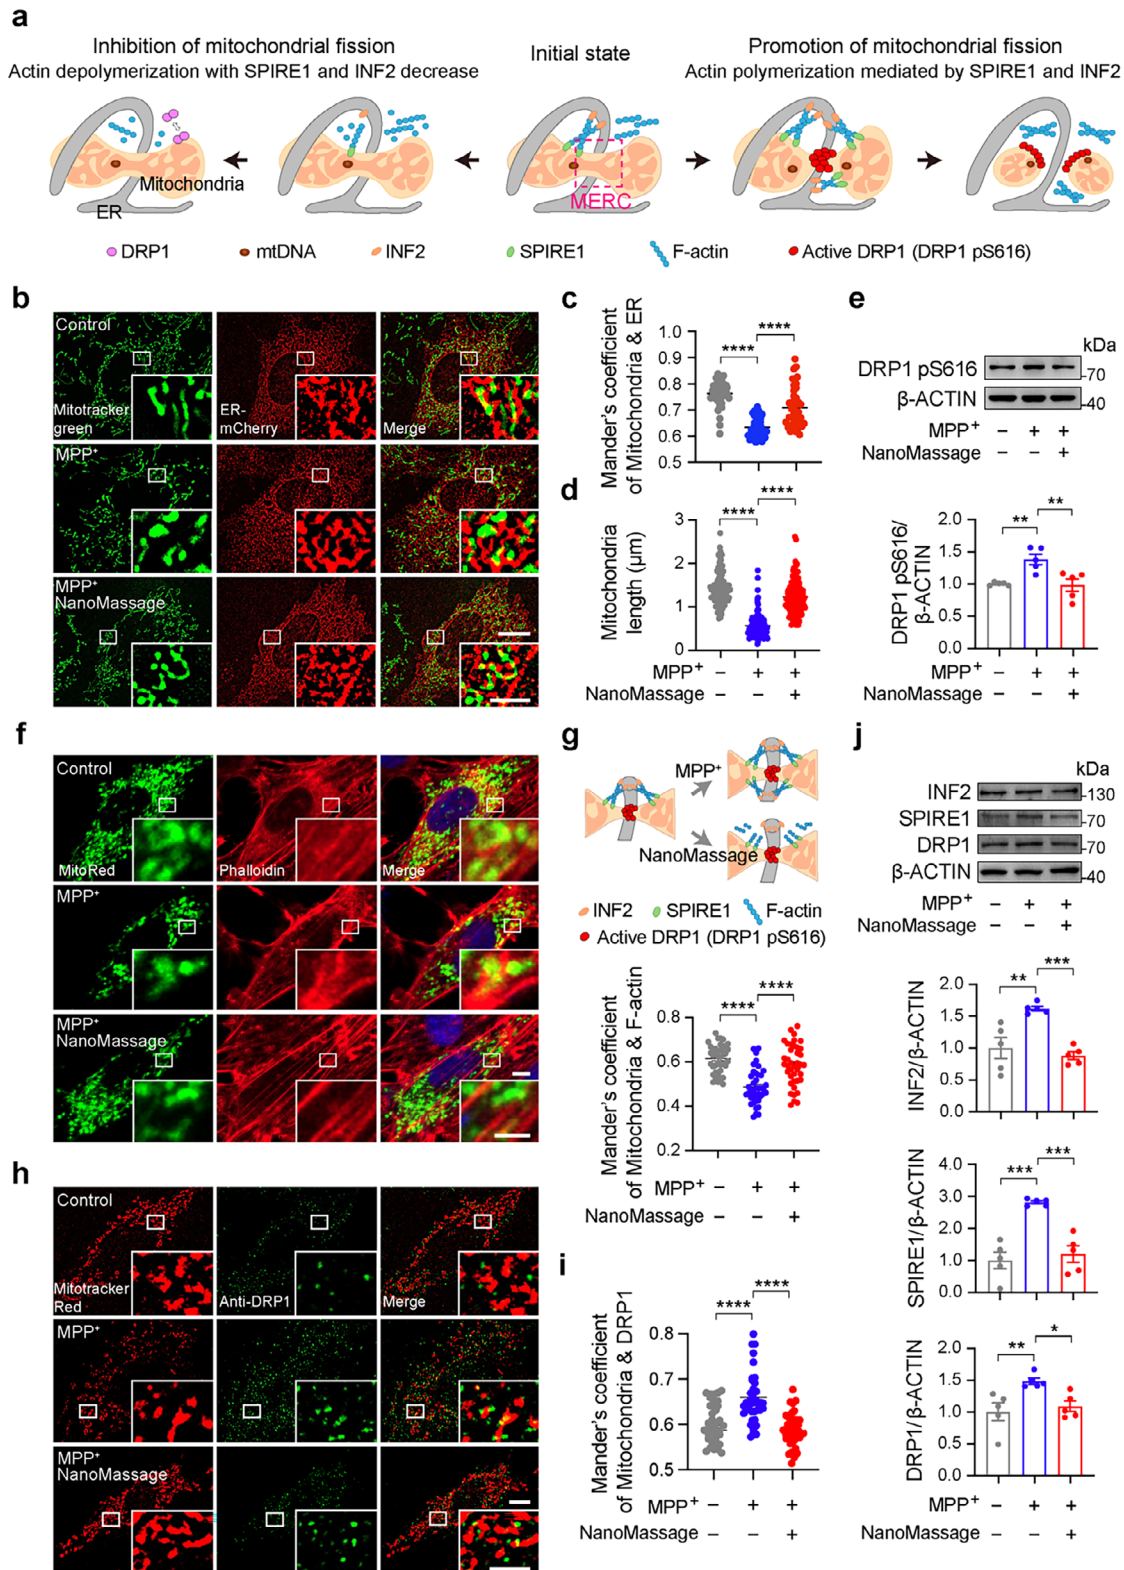 a
Inhibition of mitochondrial fission
Actin depolymerization with SPIRE1 and INF2 decrease
Initial state
Promotion of mitochondrial fission
Actin polymerization mediated by SPIRE1 and INF2
Mitochondria
ER
MERC
DRP1
mtDNA
INF2
SPIRE1
F-actin
Active DRP1 (DRP1 pS616)
b
Control
Mitotracker
green
ER-
mCherry
Merge
MPP+
MPP+
NanoMassage
c
Mander's coefficient
of Mitochondria & ER
1.0
0.9
0.8
0.7
0.6
0.5
****
****
d
Mitochondria
length (μm)
3
2
1
0
****
****
MPP+ − + +
NanoMassage − − +
e
kDa
DRP1 pS616
-70
β-ACTIN
-40
MPP+ − + +
NanoMassage − − +
DRP1 pS616/
β-ACTIN
2.0
1.5
1.0
0.5
0.0
**
**
MPP+ − + +
NanoMassage − − +
f
Control
MitoRed
Phalloidin
Merge
MPP+
MPP+
NanoMassage
g
MPP+
NanoMassage
INF2
SPIRE1
F-actin
Active DRP1 (DRP1 pS616)
Mander's coefficient
of Mitochondria & F-actin
0.8
0.6
0.4
0.2
****
****
MPP+ − + +
NanoMassage − − +
h
Control
Mitotracker
Red
Anti-DRP1
Merge
MPP+
MPP+
NanoMassage
i
Mander's coefficient
of Mitochondria & DRP1
0.8
0.7
0.6
0.5
****
****
MPP+ − + +
NanoMassage − − +
j
kDa
INF2
-130
SPIRE1
-70
DRP1
-70
β-ACTIN
-40
MPP+ − + +
NanoMassage − − +
INF2/β-ACTIN
2.0
1.5
1.0
0.5
0.0
**
***
SPIRE1/β-ACTIN
4.0
3.0
2.0
1.0
0.0
***
***
DRP1/β-ACTIN
2.0
1.5
1.0
0.5
0.0
**
*
MPP+ − + +
NanoMassage − − +